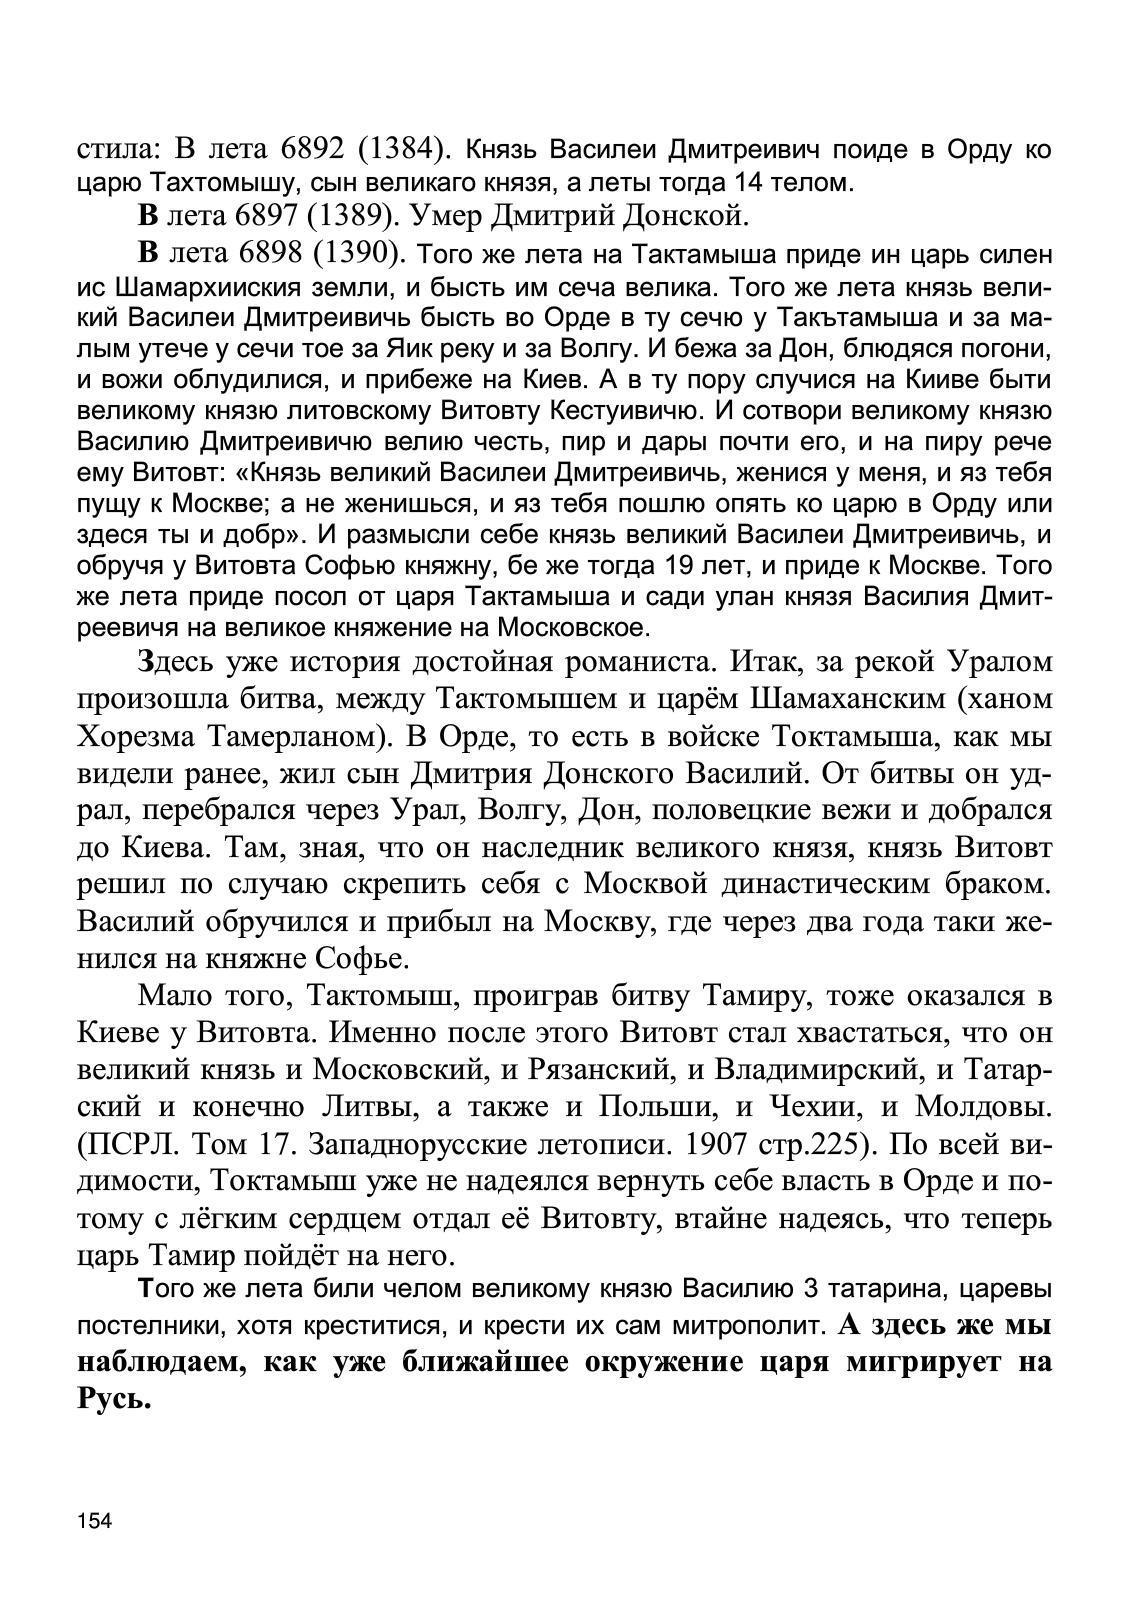 стила: В лета 6892 (1384). Князь Василеи Дмитреивич поиде в Орду ко
царю Тахтомышу, сын великаго князя, а леты тогда 14 телом.
В лета 6897 (1389). Умер Дмитрий Донской.
В лета 6898 (1390). Того же лета на Тактамыша приде ин царь силен
ис Шамархииския земли, и бысть им сеча велика. Того же лета князь вели-
кий Василеи Дмитреивичь бысть во Орде в ту сечю у Такътамыша и за ма-
лым утече у сечи тое за Яик реку и за Волгу. И бежа за Дон, блюдяся погони,
и вожи облудилися, и прибеже на Киев. А в ту пору случися на Кииве быти
великому князю литовскому Витовту Кестуивичю. И сотвори великому князю
Василию Дмитреивичю велию честь, пир и дары почти его, и на пиру рече
ему Витовт: «Князь великий Василеи Дмитреивичь, женися у меня, и яз тебя
пущу к Москве; а не женишься, и яз тебя пошлю опять ко царю в Орду или
здеся ты и добр». И размысли себе князь великий Василеи Дмитреивичь, и
обручя у Витовта Софью княжну, бе же тогда 19 лет, и приде к Москве. Того
же лета приде посол от царя Тактамыша и сади улан князя Василия Дмит-
реевичя на великое княжение на Московское.
Здесь уже история достойная романиста. Итак, за рекой Уралом
произошла битва, между Тактомышем и царём Шамаханским (ханом
Хорезма Тамерланом). В Орде, то есть в войске Токтамыша, как мы
видели ранее, жил сын Дмитрия Донского Василий. От битвы он уд-
рал, перебрался через Урал, Волгу, Дон, половецкие вежи и добрался
до Киева. Там, зная, что он наследник великого князя, князь Витовт
решил по случаю скрепить себя с Москвой династическим браком.
Василий обручился и прибыл на Москву, где через два года таки же-
нился на княжне Софье.
Мало того, Тактомыш, проиграв битву Тамиру, тоже оказался в
Киеве у Витовта. Именно после этого Витовт стал хвастаться, что он
великий князь и Московский, и Рязанский, и Владимирский, и Татар-
ский и конечно Литвы, а также и Польши, и Чехии, и Молдовы.
(ПСРЛ. Том 17. Западнорусские летописи. 1907 стр.225). По всей ви-
димости, Токтамыш уже не надеялся вернуть себе власть в Орде и по-
тому с лёгким сердцем отдал её Витовту, втайне надеясь, что теперь
царь Тамир пойдёт на него.
Того же лета били челом великому князю Василию 3 татарина, царевы
постелники, хотя креститися, и крести их сам митрополит. А здесь же мы
наблюдаем, как уже ближайшее окружение царя мигрирует на
Русь.
154